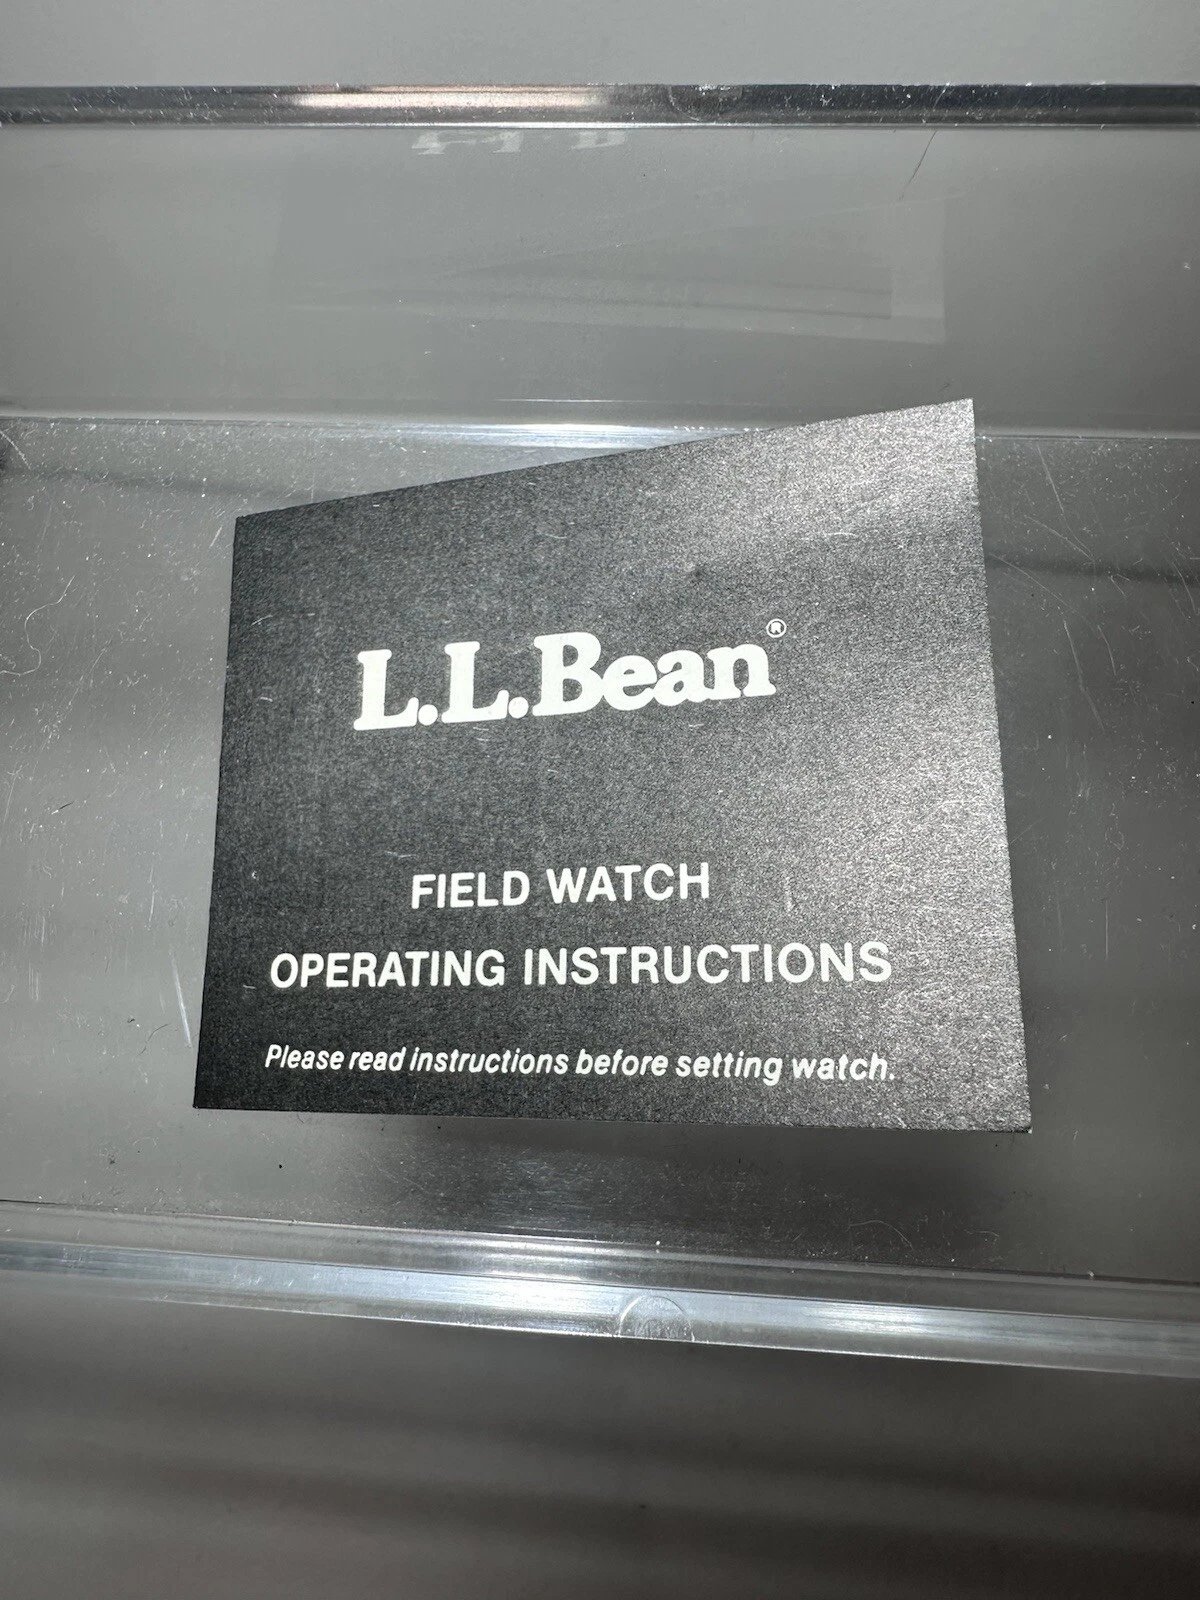 L.L.Bean®
FIELD WATCH
OPERATING INSTRUCTIONS
Please read instructions before setting watch.